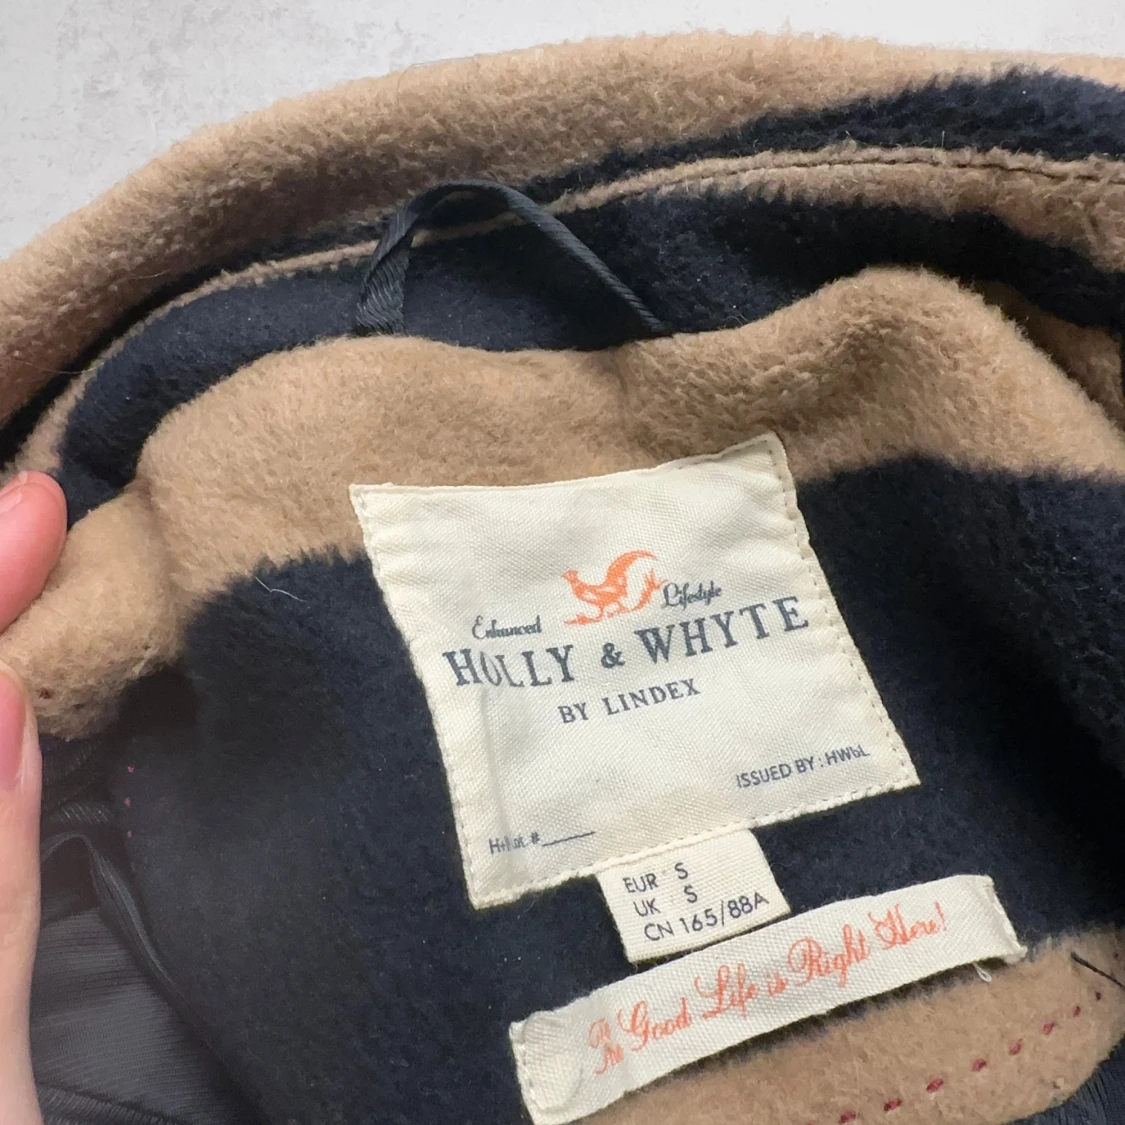 Enhanced Lifestyle
HOLLY & WHYTE
BY LINDEX
ISSUED BY: HWbL
EUR S
UK S
CN 165/88A
Good Life is Right Here!